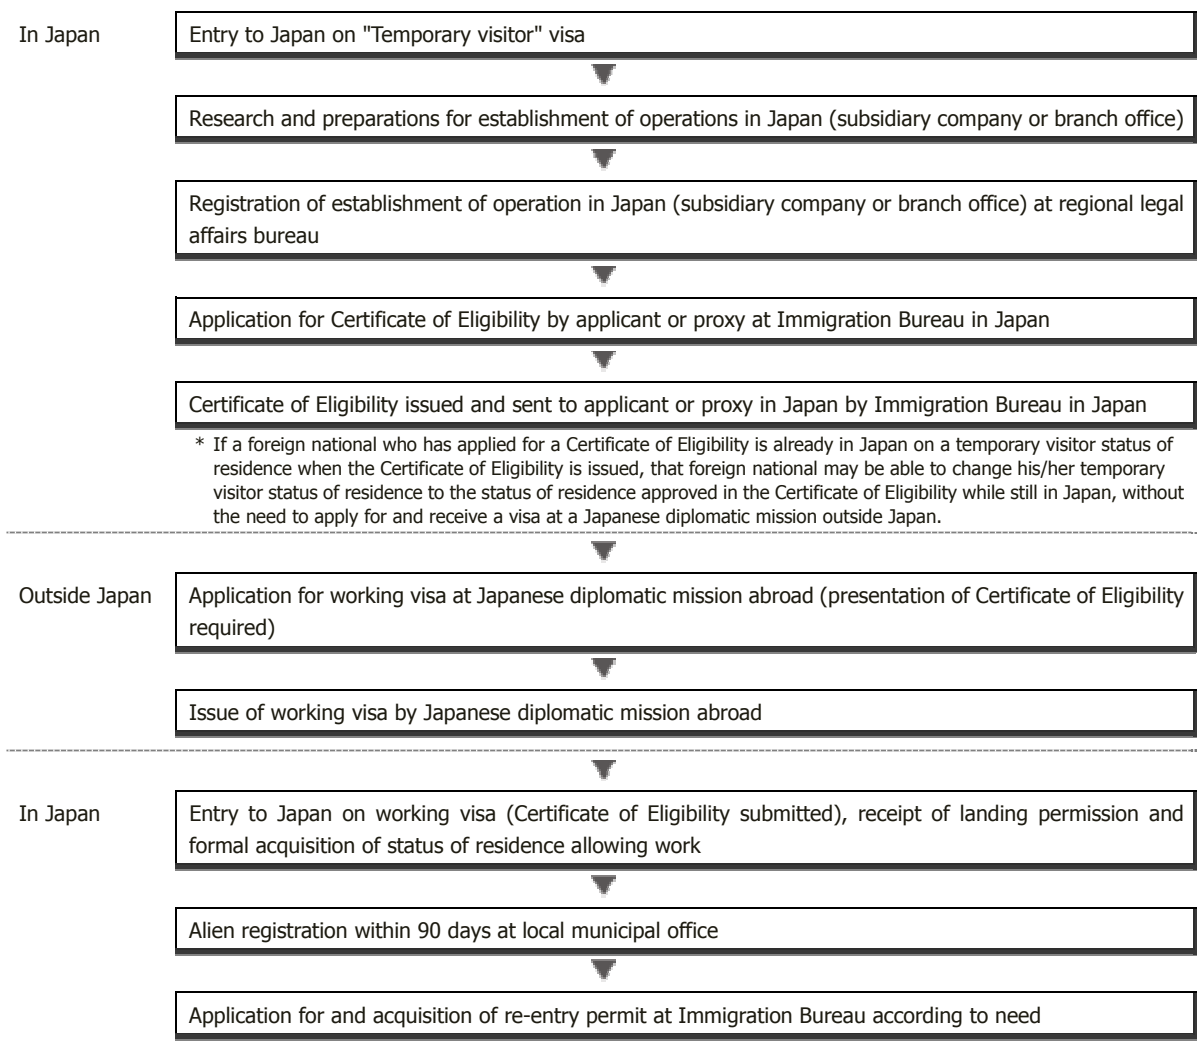 In Japan
Entry to Japan on "Temporary visitor" visa
Research and preparations for establishment of operations in Japan (subsidiary company or branch office)
Registration of establishment of operation in Japan (subsidiary company or branch office) at regional legal
affairs bureau
Application for Certificate of Eligibility by applicant or proxy at Immigration Bureau in Japan
Certificate of Eligibility issued and sent to applicant or proxy in Japan by Immigration Bureau in Japan
* If a foreign national who has applied for a Certificate of Eligibility is already in Japan on a temporary visitor status of
residence when the Certificate of Eligibility is issued, that foreign national may be able to change his/her temporary
visitor status of residence to the status of residence approved in the Certificate of Eligibility while still in Japan, without
the need to apply for and receive a visa at a Japanese diplomatic mission outside Japan.
Outside Japan
Application for working visa at Japanese diplomatic mission abroad (presentation of Certificate of Eligibility
required)
Issue of working visa by Japanese diplomatic mission abroad
In Japan
Entry to Japan on working visa (Certificate of Eligibility submitted), receipt of landing permission and
formal acquisition of status of residence allowing work
Alien registration within 90 days at local municipal office
Application for and acquisition of re-entry permit at Immigration Bureau according to need